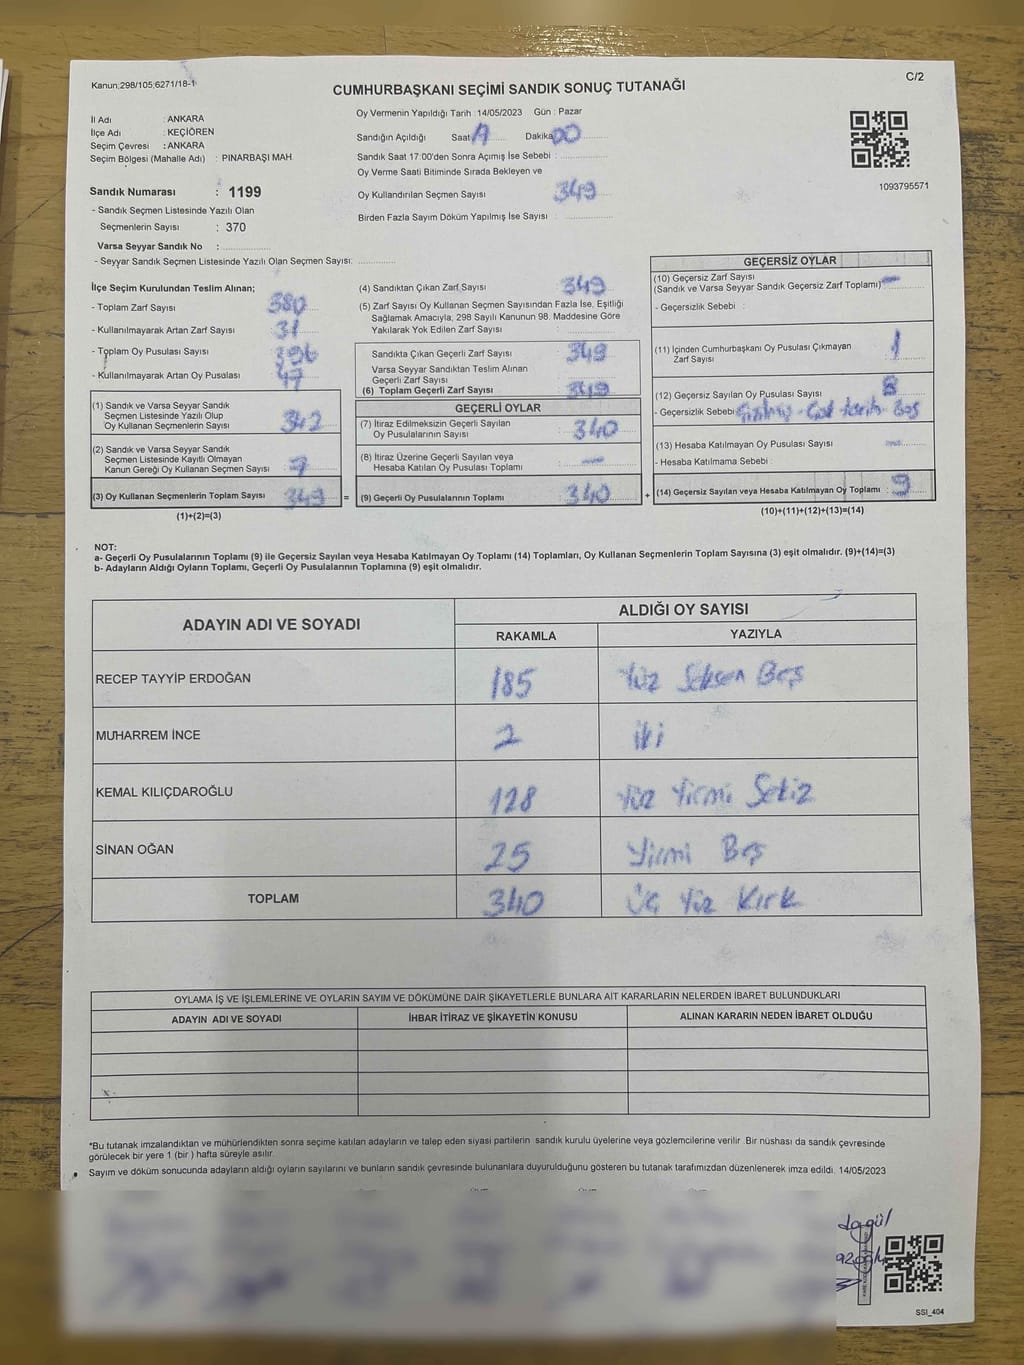 Kanun;298/105;6271/18-1
C/2
CUMHURBAŞKANI SEÇİMİ SANDIK SONUÇ TUTANAĞI
Oy Vermenin Yapıldığı Tarih : 14/05/2023 Gün : Pazar
İl Adı : ANKARA
İlçe Adı : KEÇİÖREN
Seçim Çevresi : ANKARA
Seçim Bölgesi (Mahalle Adı) : PINARBAŞI MAH.
Sandık Numarası : 1199
- Sandık Seçmen Listesinde Yazılı Olan
Seçmenlerin Sayısı : 370
Varsa Seyyar Sandık No :
- Seyyar Sandık Seçmen Listesinde Yazılı Olan Seçmen Sayısı:
Sandığın Açıldığı Saat Dakika 00
Sandık Saat 17:00'den Sonra Açımış İse Sebebi :
Oy Verme Saati Bitiminde Sırada Bekleyen ve
Oy Kullandırılan Seçmen Sayısı 349
Birden Fazla Sayım Döküm Yapılmış İse Sayısı :
1093795571
İlçe Seçim Kurulundan Teslim Alınan;
- Toplam Zarf Sayısı 380
- Kullanılmayarak Artan Zarf Sayısı 31
- Toplam Oy Pusulası Sayısı 396
- Kullanılmayarak Artan Oy Pusulası 47
(1) Sandık ve Varsa Seyyar Sandık
Seçmen Listesinde Yazılı Olup
Oy Kullanan Seçmenlerin Sayısı : 342
(2) Sandık ve Varsa Seyyar Sandık
Seçmen Listesinde Kayıtlı Olmayan
Kanun Gereği Oy Kullanan Seçmen Sayısı : 7
(3) Oy Kullanan Seçmenlerin Toplam Sayısı : 349 =
(1)+(2)=(3)
(4) Sandıktan Çıkan Zarf Sayısı : 349
(5) Zarf Sayısı Oy Kullanan Seçmen Sayısından Fazla İse, Eşitliği
Sağlamak Amacıyla, 298 Sayılı Kanunun 98. Maddesine Göre
Yakılarak Yok Edilen Zarf Sayısı :
Sandıkta Çıkan Geçerli Zarf Sayısı : 349
Varsa Seyyar Sandıktan Teslim Alınan
Geçerli Zarf Sayısı :
(6) Toplam Geçerli Zarf Sayısı : 349
GEÇERLİ OYLAR
(7) İtiraz Edilmeksizin Geçerli Sayılan
Oy Pusulalarının Sayısı : 340
(8) İtiraz Üzerine Geçerli Sayılan veya
Hesaba Katılan Oy Pusulası Toplamı : —
(9) Geçerli Oy Pusulalarının Toplamı : 340 +
GEÇERSİZ OYLAR
(10) Geçersiz Zarf Sayısı
(Sandık ve Varsa Seyyar Sandık Geçersiz Zarf Toplamı) —
- Geçersizlik Sebebi :
(11) İçinden Cumhurbaşkanı Oy Pusulası Çıkmayan
Zarf Sayısı : 1
(12) Geçersiz Sayılan Oy Pusulası Sayısı : 8
- Geçersizlik Sebebi Boş
(13) Hesaba Katılmayan Oy Pusulası Sayısı : —
- Hesaba Katılmama Sebebi :
(14) Geçersiz Sayılan veya Hesaba Katılmayan Oy Toplamı : 9
(10)+(11)+(12)+(13)=(14)
NOT:
a- Geçerli Oy Pusulalarının Toplamı (9) ile Geçersiz Sayılan veya Hesaba Katılmayan Oy Toplamı (14) Toplamları, Oy Kullanan Seçmenlerin Toplam Sayısına (3) eşit olmalıdır. (9)+(14)=(3)
b- Adayların Aldığı Oyların Toplamı, Geçerli Oy Pusulalarının Toplamına (9) eşit olmalıdır.
ADAYIN ADI VE SOYADI ALDIĞI OY SAYISI
RAKAMLA YAZIYLA
RECEP TAYYİP ERDOĞAN 185 Yüz Seksen Beş
MUHARREM İNCE 2 İki
KEMAL KILIÇDAROĞLU 128 Yüz Yirmi Sekiz
SİNAN OĞAN 25 Yirmi Beş
TOPLAM 340 Üç Yüz Kırk
OYLAMA İŞ VE İŞLEMLERİNE VE OYLARIN SAYIM VE DÖKÜMÜNE DAİR ŞİKAYETLERLE BUNLARA AİT KARARLARIN NELERDEN İBARET BULUNDUKLARI
ADAYIN ADI VE SOYADI İHBAR İTİRAZ VE ŞİKAYETİN KONUSU ALINAN KARARIN NEDEN İBARET OLDUĞU
*Bu tutanak imzalandıktan ve mühürlendikten sonra seçime katılan adayların ve talep eden siyasi partilerin sandık kurulu üyelerine veya gözlemcilerine verilir. Bir nüshası da sandık çevresinde
görülecek bir yere 1 (bir ) hafta süreyle asılır.
Sayım ve döküm sonucunda adayların aldığı oyların sayılarını ve bunların sandık çevresinde bulunanlara duyurulduğunu gösteren bu tutanak tarafımızdan düzenlenerek imza edildi. 14/05/2023
SSI_404